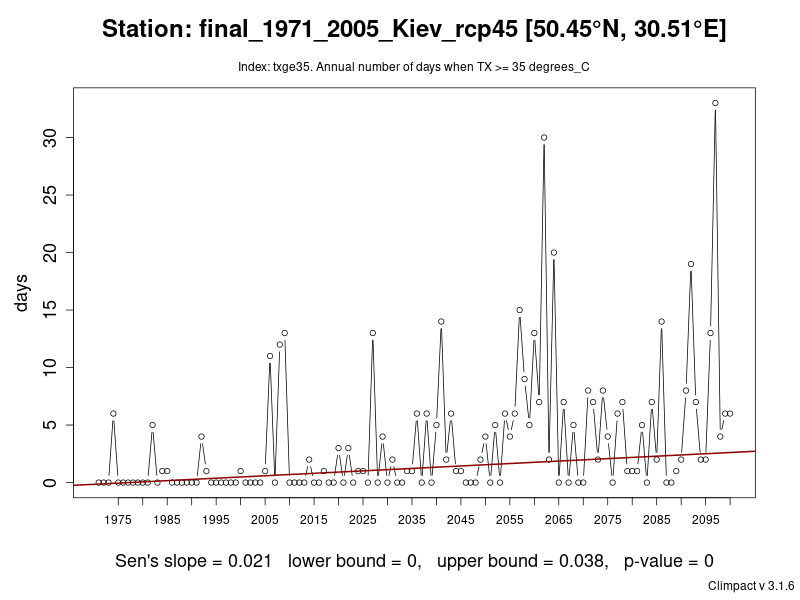 Station: final_1971_2005_Kiev_rcp45 [50.45°N, 30.51°E]
Index: txge35. Annual number of days when TX >= 35 degrees_C
30
25
20
15
10
5
0
days
1975 1985 1995 2005 2015 2025 2035 2045 2055 2065 2075 2085 2095
Sen's slope = 0.021 lower bound = 0, upper bound = 0.038, p-value = 0
Climpact v 3.1.6